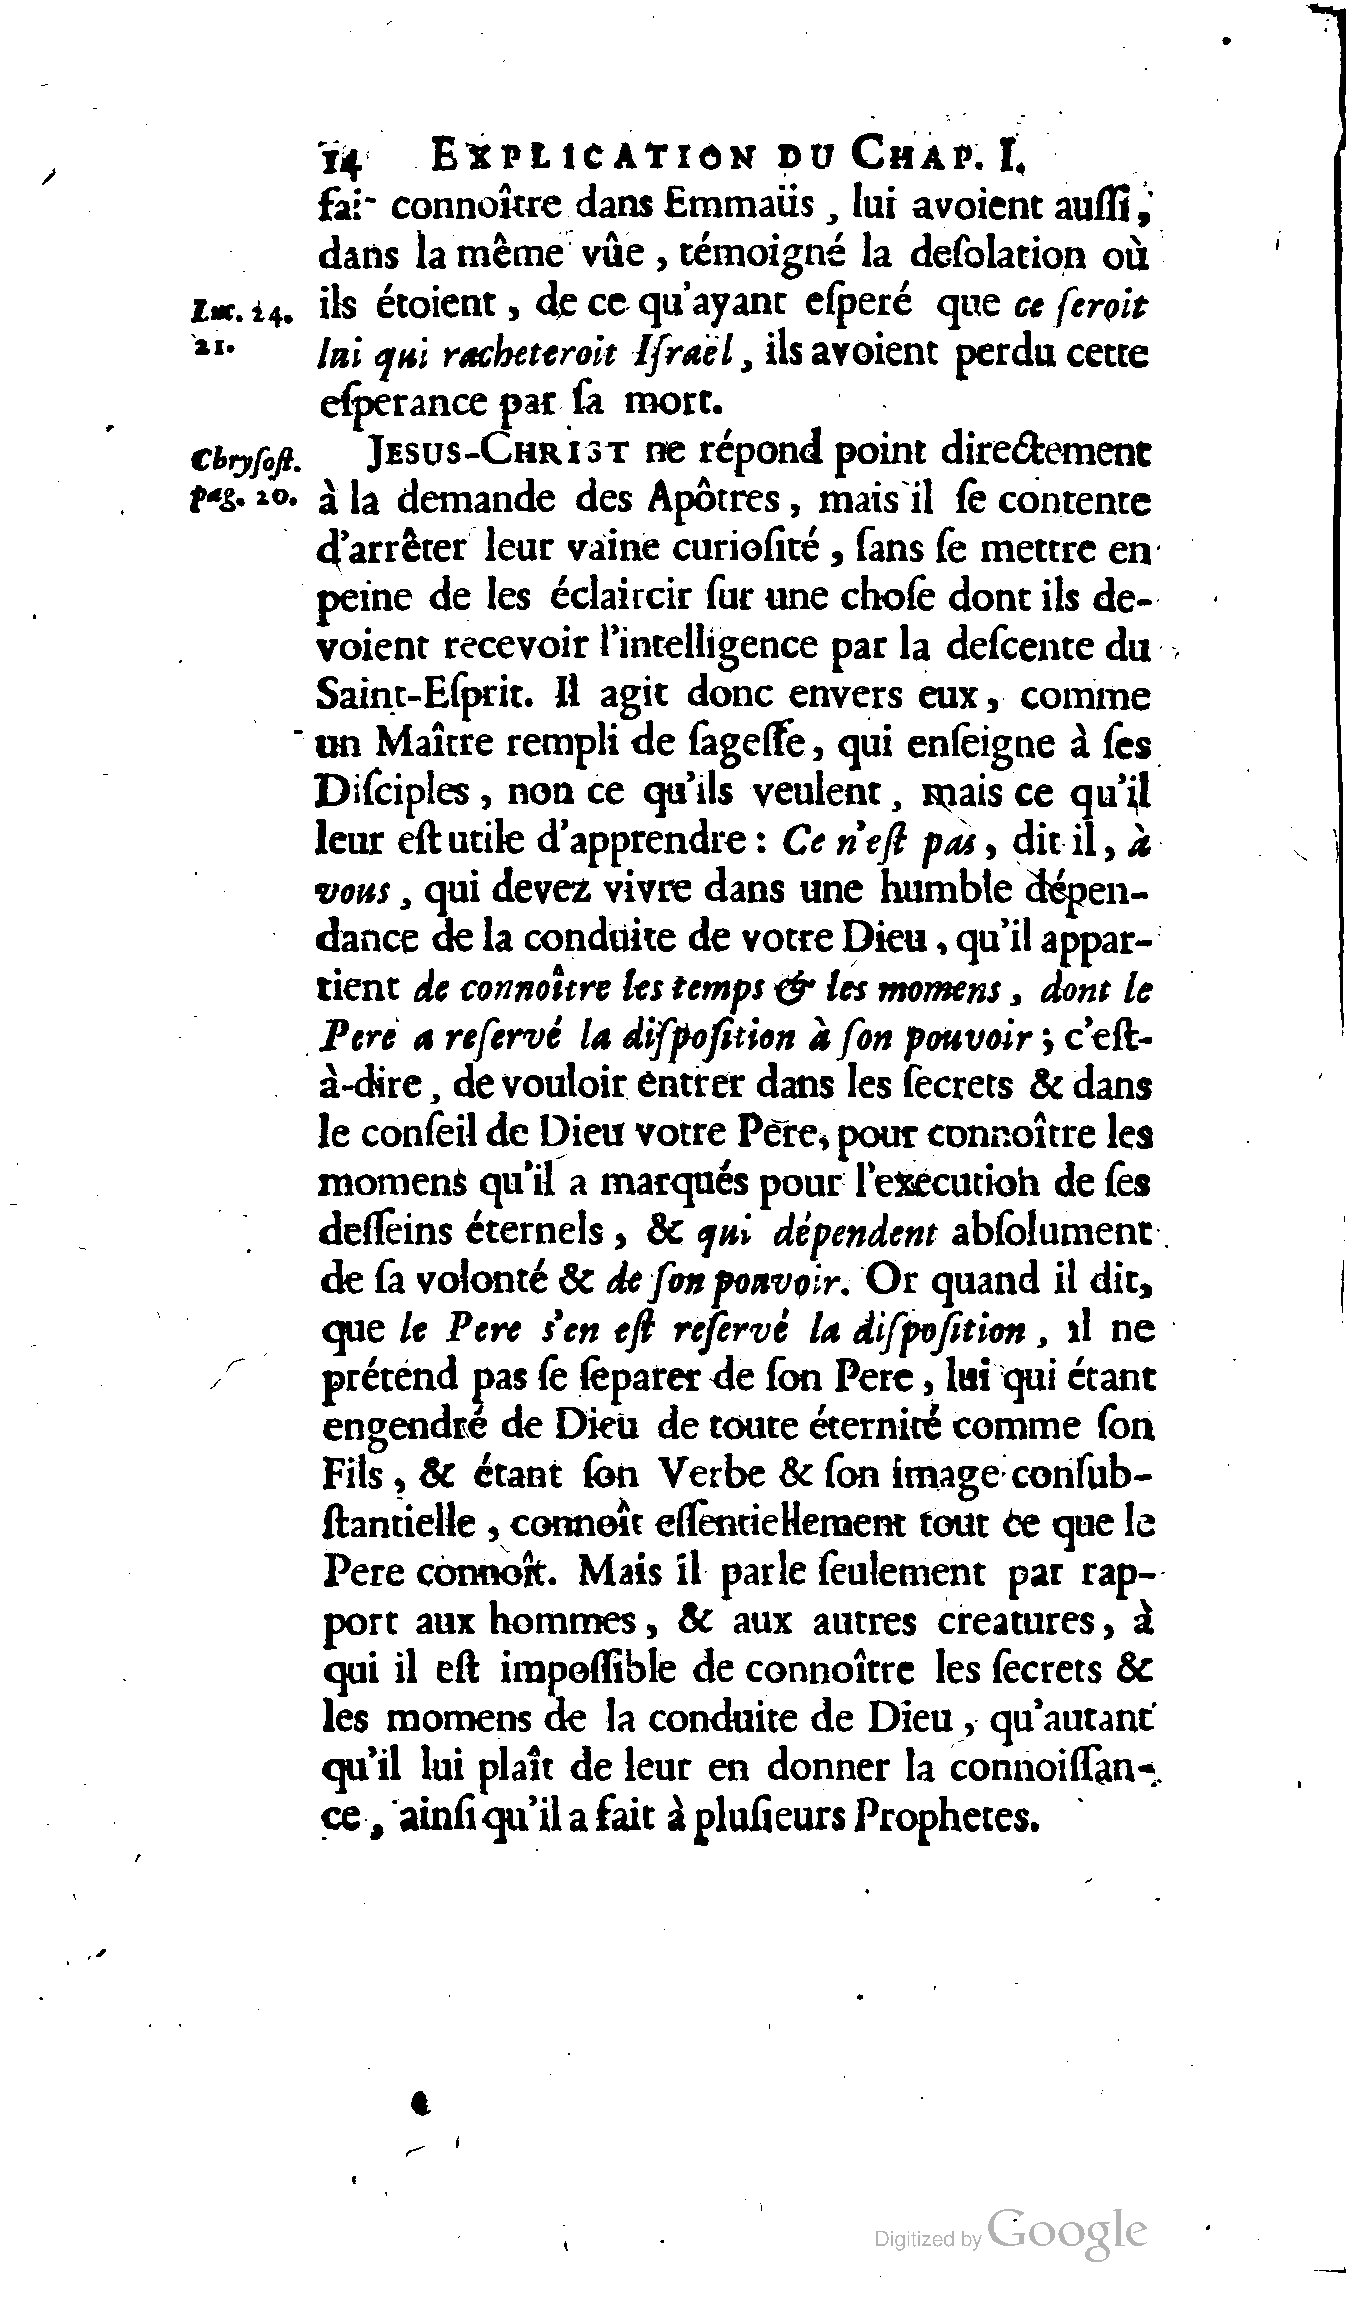 14 EXPLICATION DU CHAP. I.
fai- connoître dans Emmaüs, lui avoient auſſi,
dans la même vûe, témoigné la deſolation où
Luc. 24. ils étoient, de ce qu'ayant eſperé que ce ſeroit
21. lui qui racheteroit Iſraël, ils avoient perdu cette
eſperance par ſa mort.
Chryſoſt. JESUS-CHRIST ne répond point directement
pag. 20. à la demande des Apôtres, mais il ſe contente
d'arrêter leur vaine curioſité, ſans ſe mettre en
peine de les éclaircir ſur une choſe dont ils de-
voient recevoir l'intelligence par la deſcente du
Saint-Eſprit. Il agit donc envers eux, comme
un Maître rempli de ſageſſe, qui enſeigne à ſes
Diſciples, non ce qu'ils veulent, mais ce qu'il
leur eſt utile d'apprendre: Ce n'eſt pas, dit il, à
vous, qui devez vivre dans une humble dépen-
dance de la conduite de votre Dieu, qu'il appar-
tient de connoître les temps & les momens, dont le
Pere a reſervé la diſpoſition à ſon pouvoir; c'eſt-
à-dire, de vouloir entrer dans les ſecrets & dans
le conſeil de Dieu votre Pere, pour connoître les
momens qu'il a marqués pour l'execution de ſes
deſſeins éternels, & qui dépendent abſolument
de ſa volonté & de ſon pouvoir. Or quand il dit,
que le Pere s'en eſt reſervé la diſpoſition, il ne
prétend pas ſe ſeparer de ſon Pere, lui qui étant
engendré de Dieu de toute éternité comme ſon
Fils, & étant ſon Verbe & ſon image conſub-
ſtantielle, connoît eſſentiellement tout ce que le
Pere connoît. Mais il parle ſeulement par rap-
port aux hommes, & aux autres creatures, à
qui il eſt impoſſible de connoître les ſecrets &
les momens de la conduite de Dieu, qu'autant
qu'il lui plaît de leur en donner la connoiſſan-
ce, ainſi qu'il a fait à pluſieurs Prophetes.
Digitized by Google